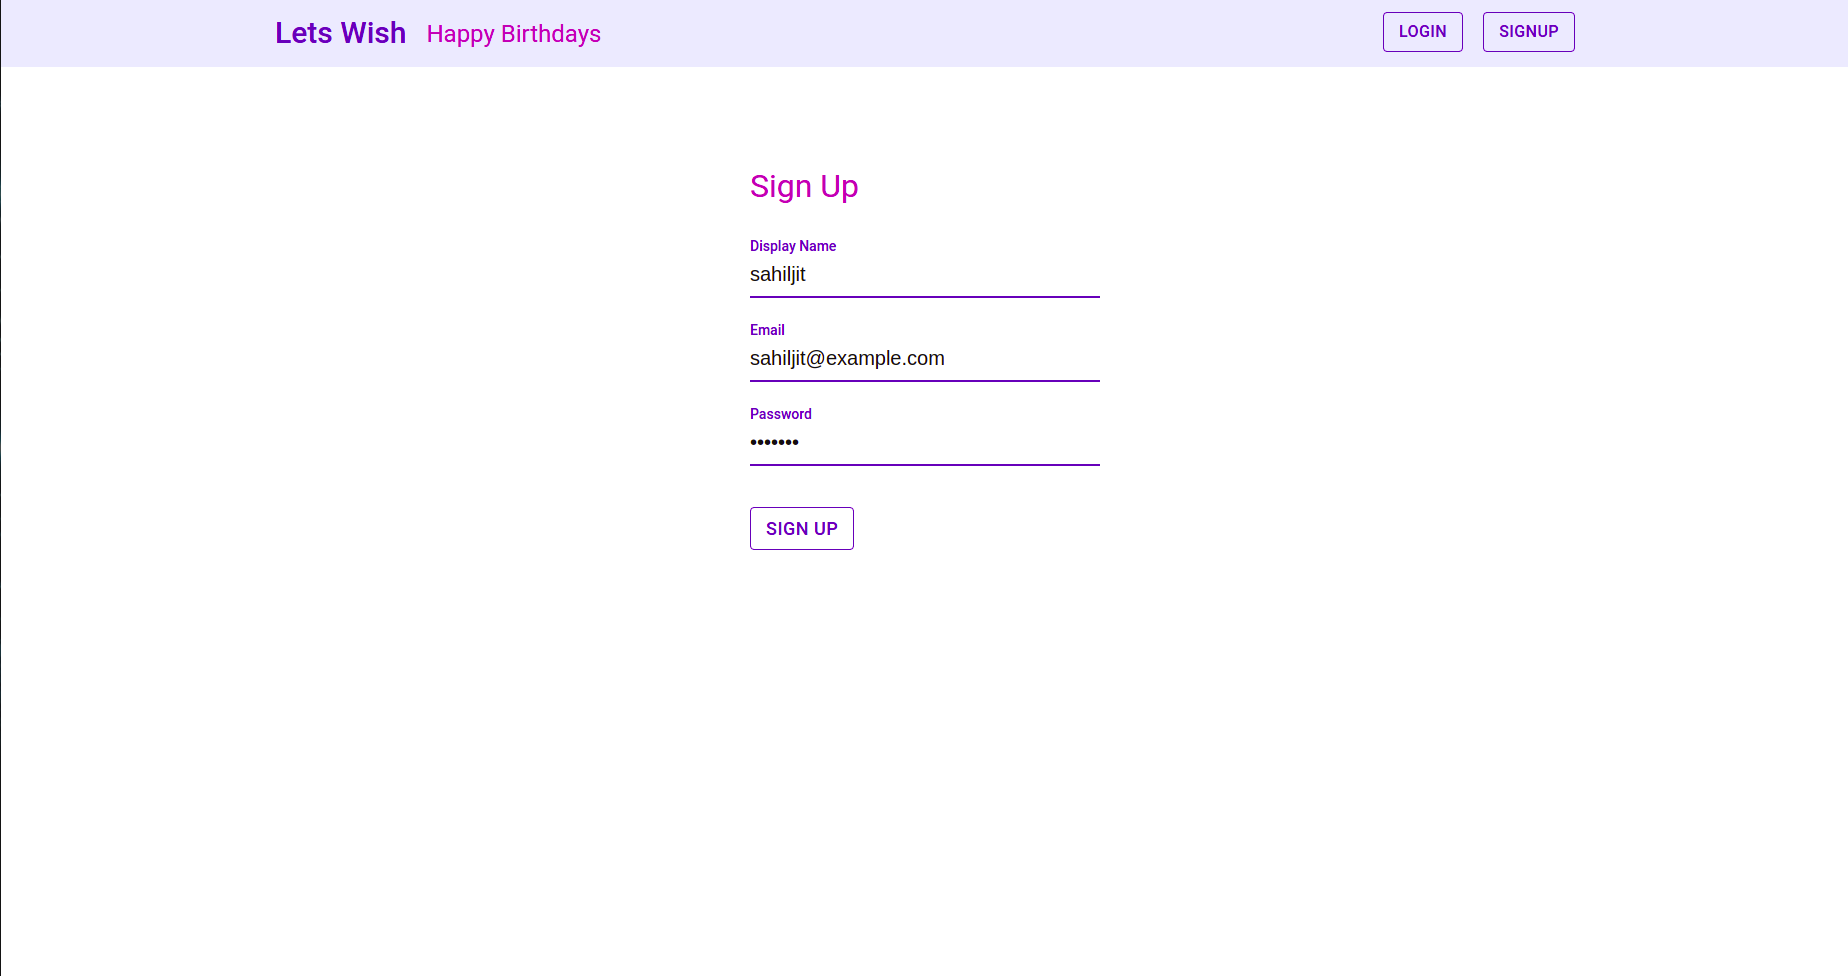 Lets Wish Happy Birthdays LOGIN SIGNUP
Sign Up
Display Name
sahiljit
Email
sahiljit@example.com
Password
•••••••
SIGN UP